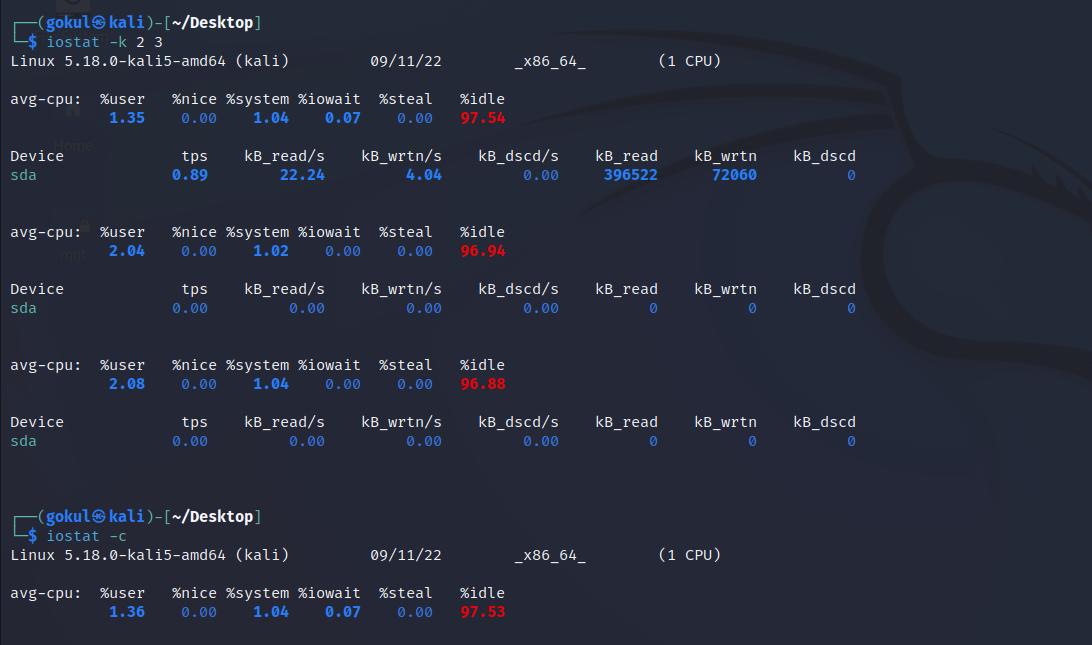 ┌──(gokul㉿kali)-[~/Desktop]
└─$ iostat -k 2 3
Linux 5.18.0-kali5-amd64 (kali)         09/11/22        _x86_64_        (1 CPU)
avg-cpu:  %user   %nice %system %iowait  %steal   %idle
           1.35    0.00    1.04    0.07    0.00   97.54
Home
Device             tps    kB_read/s    kB_wrtn/s    kB_dscd/s    kB_read    kB_wrtn    kB_dscd
sda               0.89        22.24         4.04         0.00     396522      72060          0
avg-cpu:  %user   %nice %system %iowait  %steal   %idle
           2.04    0.00    1.02    0.00    0.00   96.94
mnt
Device             tps    kB_read/s    kB_wrtn/s    kB_dscd/s    kB_read    kB_wrtn    kB_dscd
sda               0.00         0.00         0.00         0.00          0          0          0
avg-cpu:  %user   %nice %system %iowait  %steal   %idle
           2.08    0.00    1.04    0.00    0.00   96.88
Device             tps    kB_read/s    kB_wrtn/s    kB_dscd/s    kB_read    kB_wrtn    kB_dscd
sda               0.00         0.00         0.00         0.00          0          0          0
┌──(gokul㉿kali)-[~/Desktop]
└─$ iostat -c
Linux 5.18.0-kali5-amd64 (kali)         09/11/22        _x86_64_        (1 CPU)
avg-cpu:  %user   %nice %system %iowait  %steal   %idle
           1.36    0.00    1.04    0.07    0.00   97.53